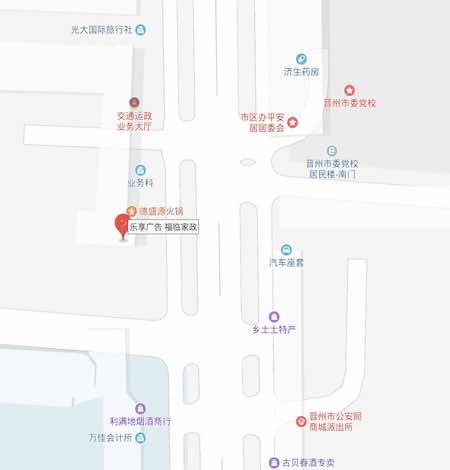 光大国际旅行社
济生药房
晋州市委党校
交通运政
业务大厅
市区办平安
居居委会
晋州市委党校
居民楼-南门
业务科
德盛源火锅
乐享广告 福临家政
汽车座套
乡土土特产
利满地烟酒商行
晋州市公安局
商城派出所
万佳会计所
古贝春酒专卖